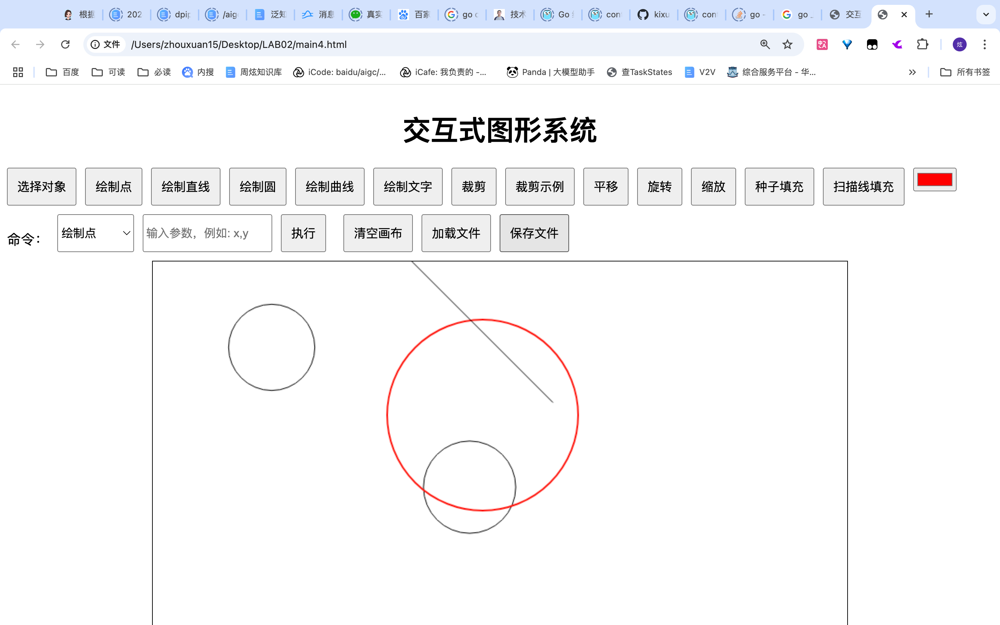 根据 202 dpip /aig 泛知 消息 真实 百家 go c 技术 Go con kixu con go - go _ 交互
文件 /Users/zhouxuan15/Desktop/LAB02/main4.html 炫
百度 可读 必读 内搜 周炫知识库 iCode: baidu/aigc/... iCafe: 我负责的 -... Panda | 大模型助手 查TaskStates V2V 综合服务平台 - 华... 所有书签
交互式图形系统
选择对象 绘制点 绘制直线 绘制圆 绘制曲线 绘制文字 裁剪 裁剪示例 平移 旋转 缩放 种子填充 扫描线填充
命令： 绘制点 输入参数，例如: x,y 执行 清空画布 加载文件 保存文件